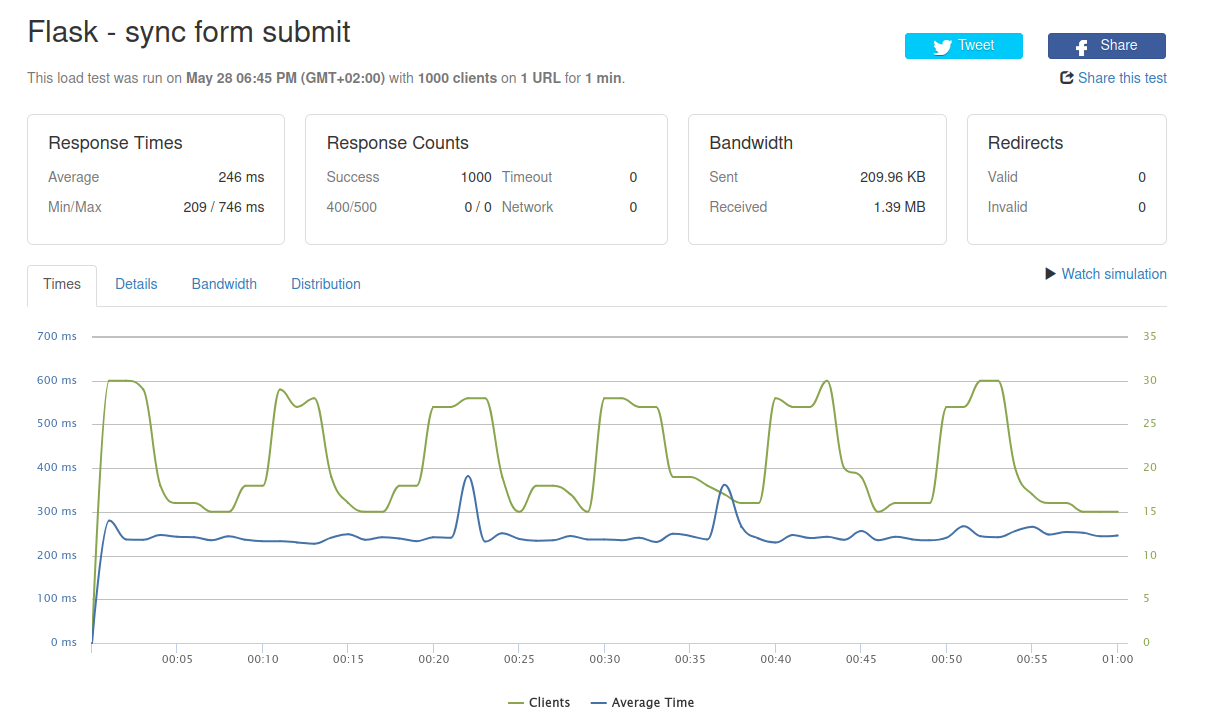 Flask - sync form submit
Tweet
Share
This load test was run on May 28 06:45 PM (GMT+02:00) with 1000 clients on 1 URL for 1 min.
Share this test
Response Times
Average 246 ms
Min/Max 209 / 746 ms
Response Counts
Success 1000 Timeout 0
400/500 0 / 0 Network 0
Bandwidth
Sent 209.96 KB
Received 1.39 MB
Redirects
Valid 0
Invalid 0
Times Details Bandwidth Distribution
Watch simulation
700 ms 35
600 ms 30
500 ms 25
400 ms 20
300 ms 15
200 ms 10
100 ms 5
0 ms 0
00:05 00:10 00:15 00:20 00:25 00:30 00:35 00:40 00:45 00:50 00:55 01:00
Clients Average Time